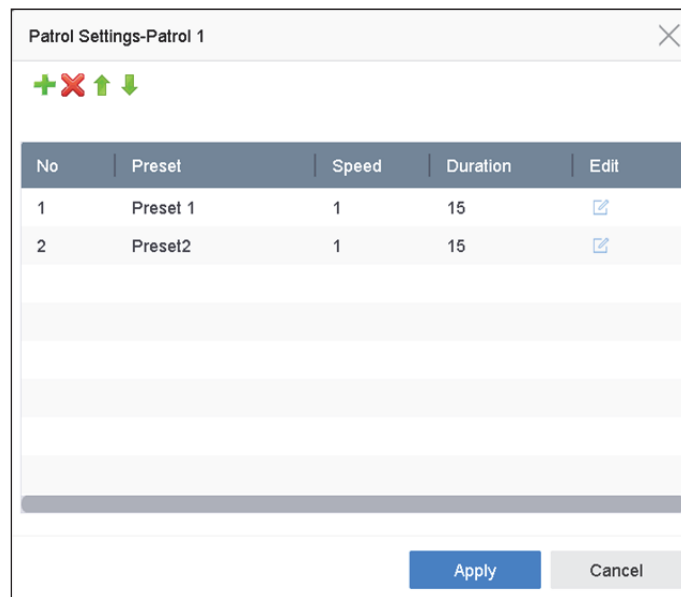 Patrol Settings-Patrol 1
No Preset Speed Duration Edit
1 Preset 1 1 15
2 Preset2 1 15
Apply Cancel